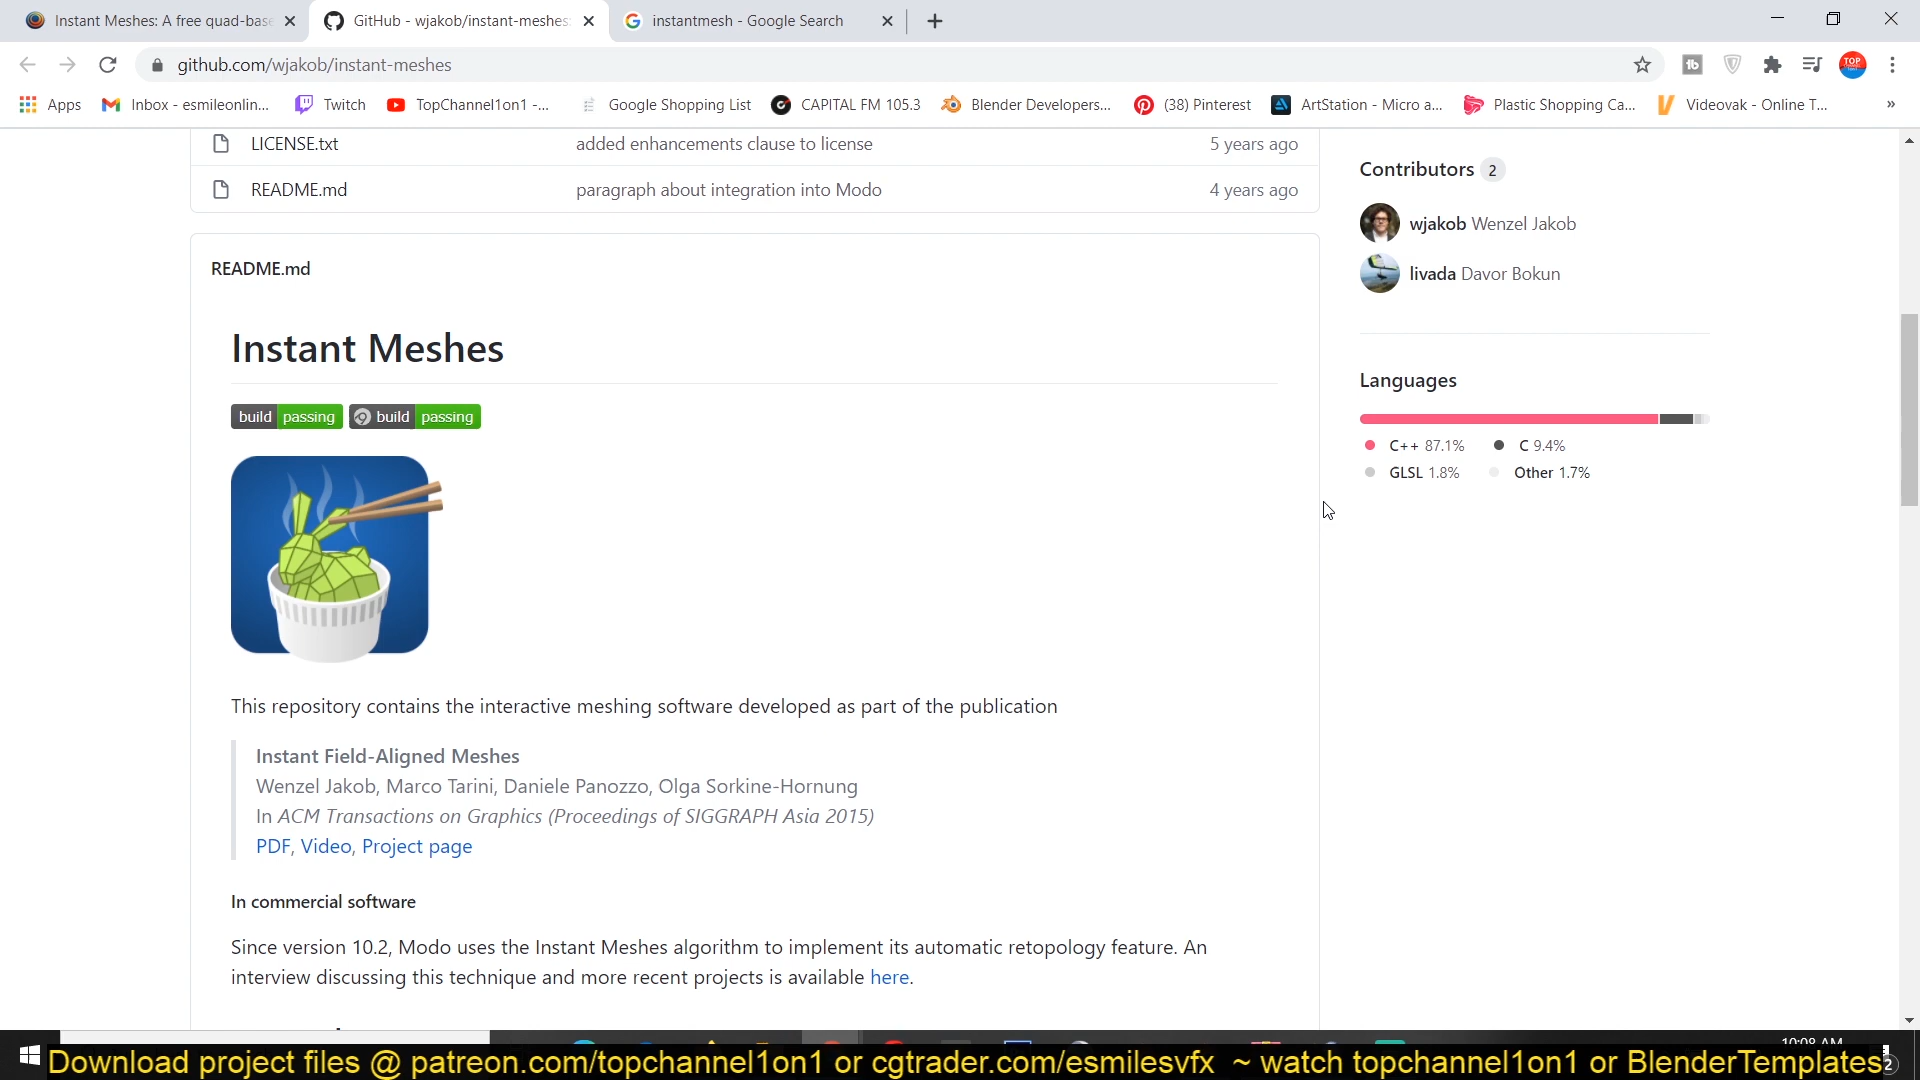 Instant Meshes: A free quad-base
GitHub - wjakob/instant-meshes:
instantmesh - Google Search
github.com/wjakob/instant-meshes
TOP
Apps
Inbox - esmileonlin...
Twitch
TopChannel1on1 -...
Google Shopping List
CAPITAL FM 105.3
Blender Developers...
(38) Pinterest
ArtStation - Micro a...
Plastic Shopping Ca...
Videovak - Online T...
»
LICENSE.txt added enhancements clause to license 5 years ago
README.md paragraph about integration into Modo 4 years ago
Contributors 2
wjakob Wenzel Jakob
livada Davor Bokun
Languages
C++ 87.1% C 9.4%
GLSL 1.8% Other 1.7%
README.md
Instant Meshes
build passing build passing
This repository contains the interactive meshing software developed as part of the publication
Instant Field-Aligned Meshes
Wenzel Jakob, Marco Tarini, Daniele Panozzo, Olga Sorkine-Hornung
In ACM Transactions on Graphics (Proceedings of SIGGRAPH Asia 2015)
PDF, Video, Project page
In commercial software
Since version 10.2, Modo uses the Instant Meshes algorithm to implement its automatic retopology feature. An
interview discussing this technique and more recent projects is available here.
10:08 AM
Download project files @ patreon.com/topchannel1on1 or cgtrader.com/esmilesvfx ~ watch topchannel1on1 or BlenderTemplates
2